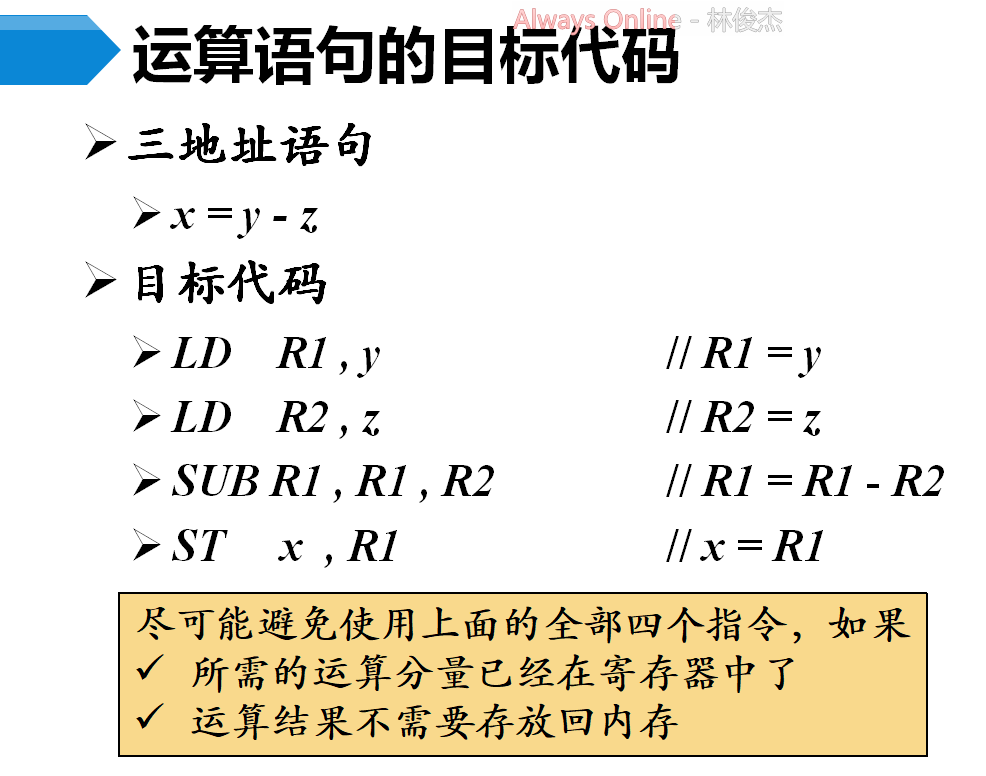 Always Online - 林俊杰
运算语句的目标代码
三地址语句
x = y - z
目标代码
LD R1 , y // R1 = y
LD R2 , z // R2 = z
SUB R1 , R1 , R2 // R1 = R1 - R2
ST x , R1 // x = R1
尽可能避免使用上面的全部四个指令，如果
✓ 所需的运算分量已经在寄存器中了
✓ 运算结果不需要存放回内存